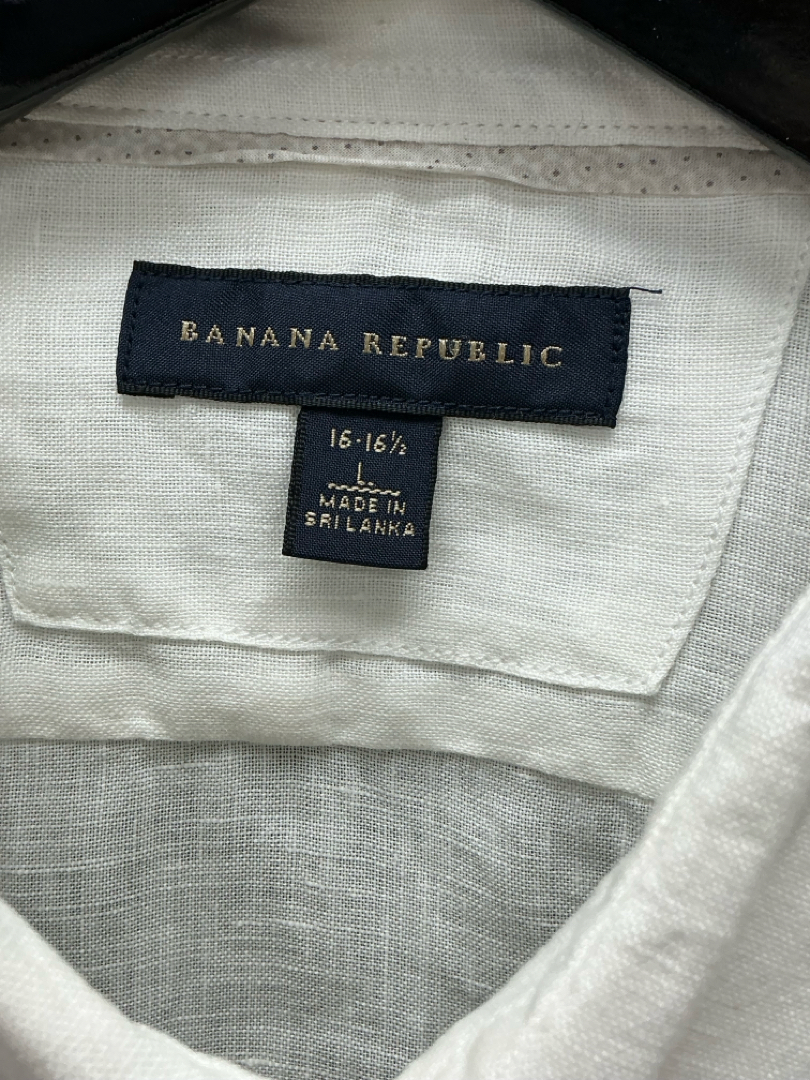 BANANA REPUBLIC
16·16½
L
MADE IN
SRI LANKA